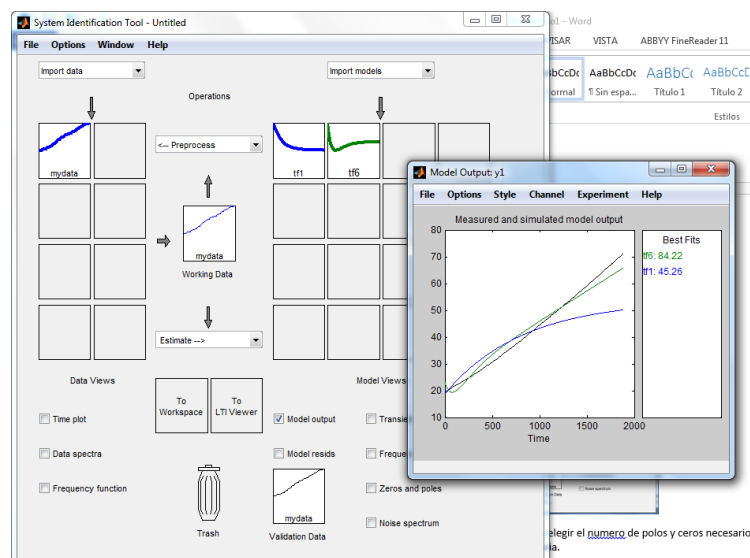 System Identification Tool - Untitled
File Options Window Help
Import data
Import models
Operations
<-- Preprocess
mydata
tf1
tf6
mydata
Working Data
Estimate -->
Data Views
To Workspace
To LTI Viewer
Model Views
Time plot
Data spectra
Frequency function
Model output
Model resids
Zeros and poles
Noise spectrum
Trash
mydata
Validation Data
Word
VISTA ABBYY FineReader 11
AaBbCcDc
¶ Sin espa...
Título 1
Título 2
Estilos
Model Output: y1
File Options Style Channel Experiment Help
Measured and simulated model output
80
70
60
50
40
30
20
10
0 500 1000 1500 2000
Time
Best Fits
tf6: 84.22
tf1: 45.26
Noise spectrum
elegir el numero de polos y ceros necesario